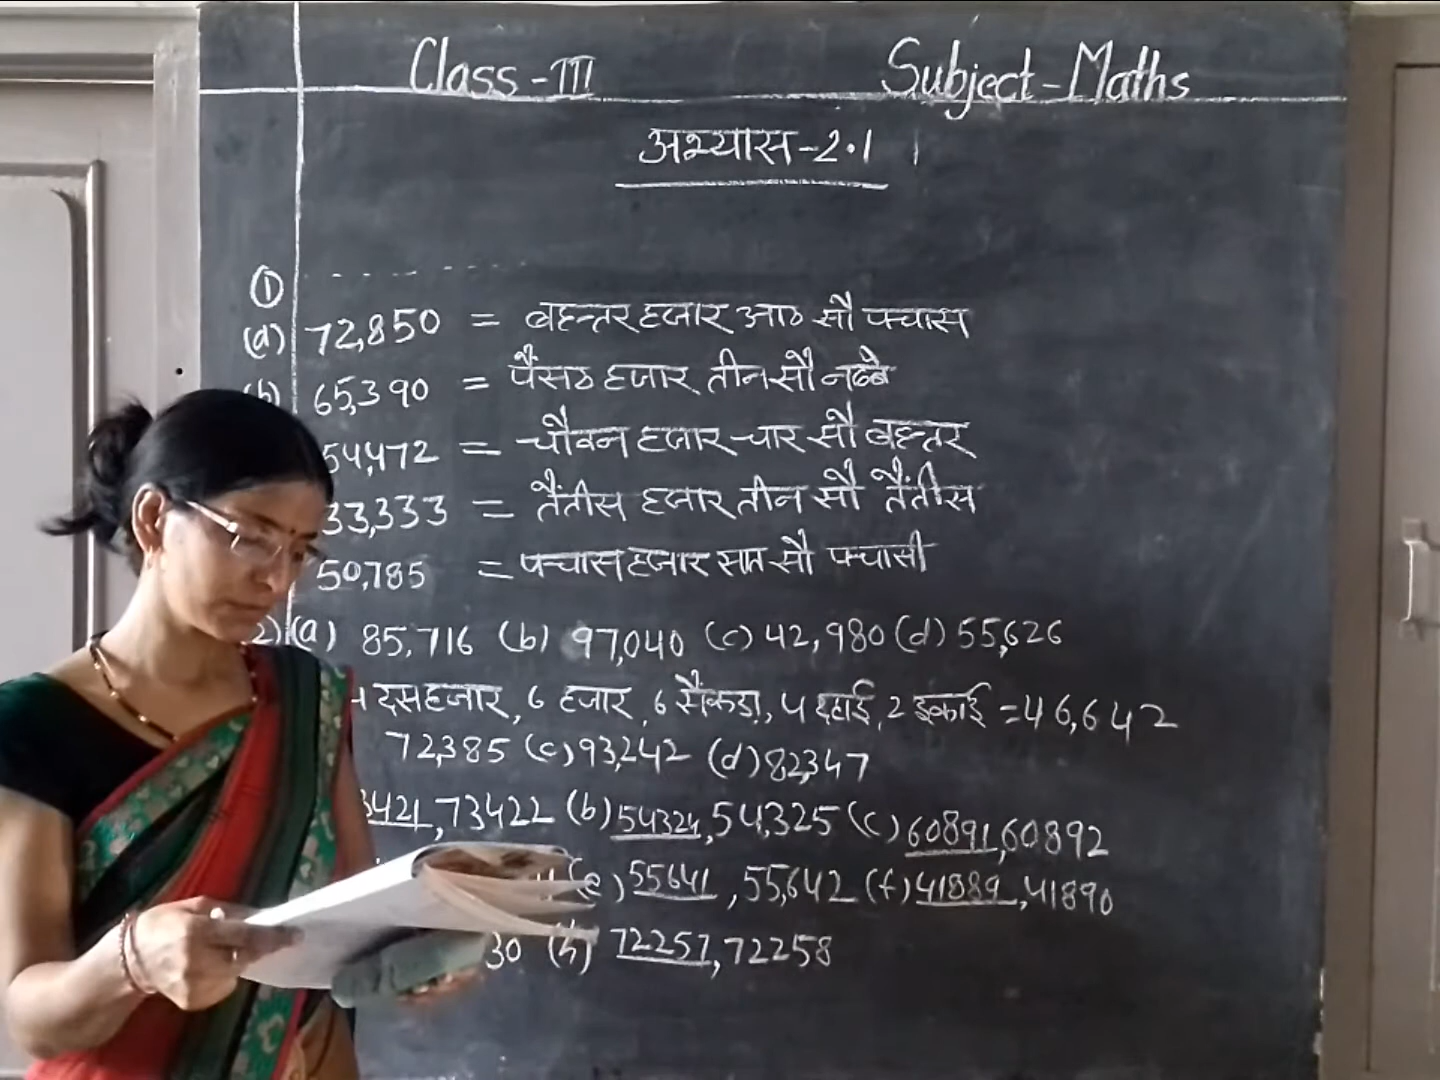 Class-III Subject-Maths
अभ्यास-2.1
①
(a) 72,850 = बहत्तर हजार आठ सौ पच्चास
(b) 65,390 = पैंसठ हजार तीन सौ नब्बे
54,472 = चौवन हजार चार सौ बहत्तर
33,333 = तैंतीस हजार तीन सौ तैंतीस
50,785 = पच्चास हजार सात सौ पच्चासी
2) (a) 85,716 (b) 97,040 (c) 42,980 (d) 55,626
दस हजार, 6 हजार, 6 सैंकड़ा, 4 दहाई, 2 इकाई = 46,642
72,385 (c) 93,242 (d) 82,347
3421, 73422 (b) 54324, 54,325 (c) 60891, 60892
(e) 55641, 55,642 (f) 41889, 41890
30 (h) 72257, 72258